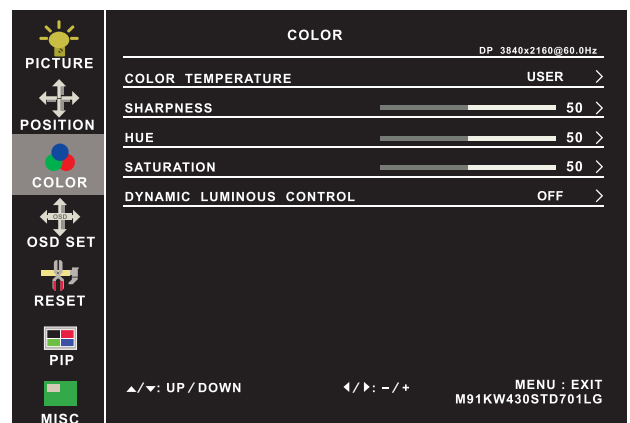 PICTURE
POSITION
COLOR
OSD
OSD SET
RESET
PIP
MISC
COLOR
DP 3840x2160@60.0Hz
COLOR TEMPERATURE USER
SHARPNESS 50
HUE 50
SATURATION 50
DYNAMIC LUMINOUS CONTROL OFF
▲/▼: UP / DOWN ◀/▶: – / + MENU : EXIT
M91KW430STD701LG